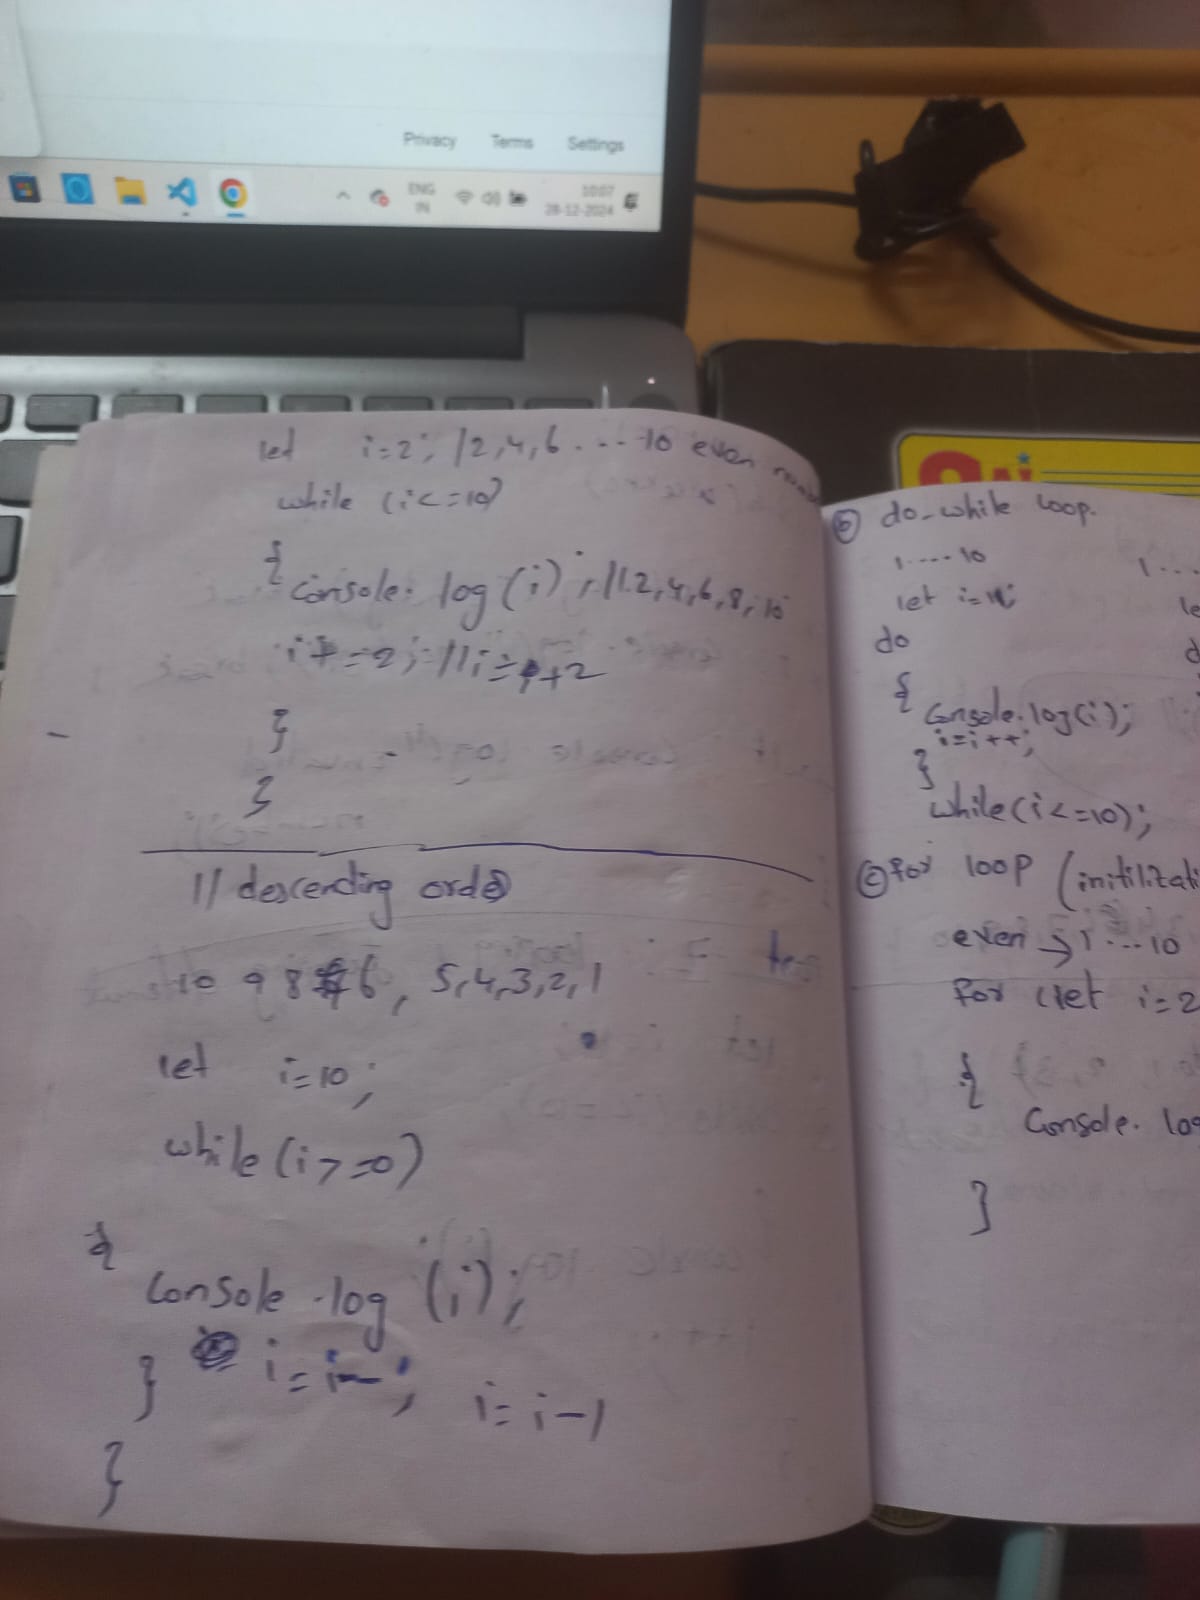 Privacy Terms Settings
ENG
IN
10:07
28-12-2024
let i=2; /2,4,6 . . . . 10 even
while (i<=10)
{
console. log (i); //2,4,6,8,10
i+=2; //i=i+2
}
}
// descending order
10 9 8 6, 5,4,3,2,1
let i=10;
while (i>=0)
{
Console .log (i);
} i=i--; i=i-1
}
ⓑ do-while loop.
1.....10 1...
let i=1; le
do d
{
Console.log(i);
i=i++;
}
while(i<=10);
ⓒ for loop (initilizati
even → 1...10
for (let i=2
{
Console. log
}